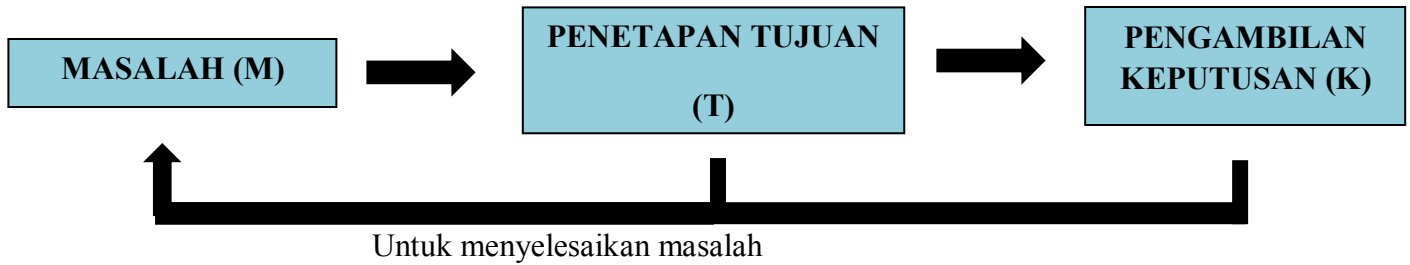 MASALAH (M)
PENETAPAN TUJUAN
(T)
PENGAMBILAN
KEPUTUSAN (K)
Untuk menyelesaikan masalah